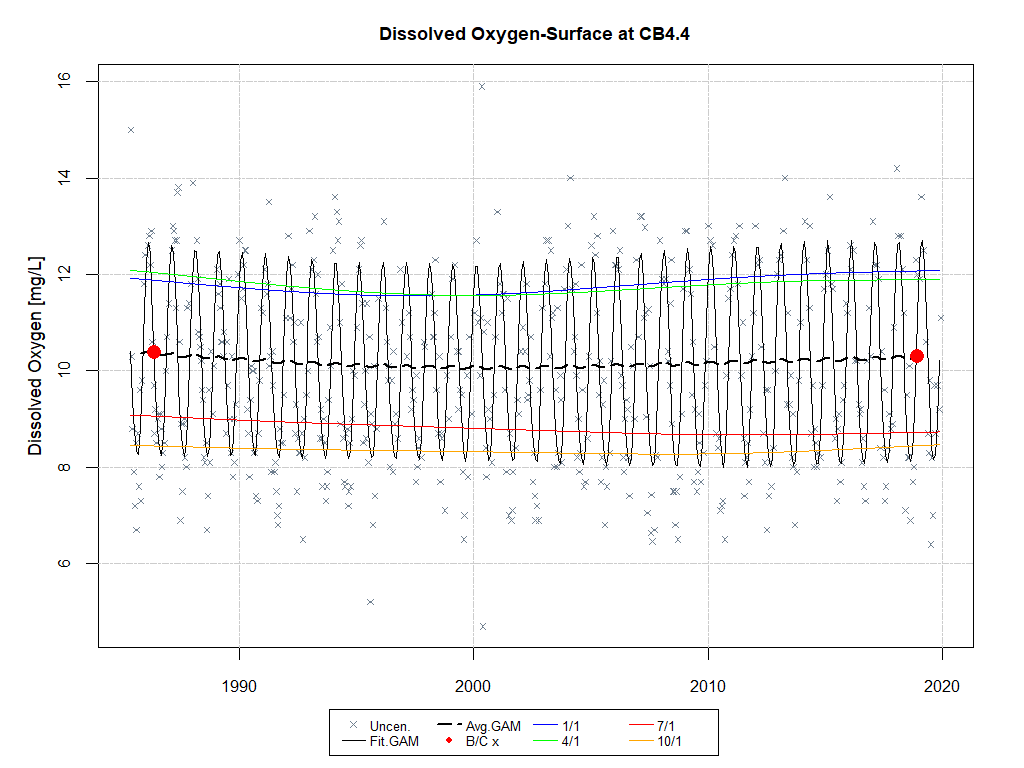 Dissolved Oxygen-Surface at CB4.4
Dissolved Oxygen [mg/L]
16
14
12
10
8
6
1990 2000 2010 2020
Uncen. Avg.GAM 1/1 7/1
Fit.GAM B/C x 4/1 10/1